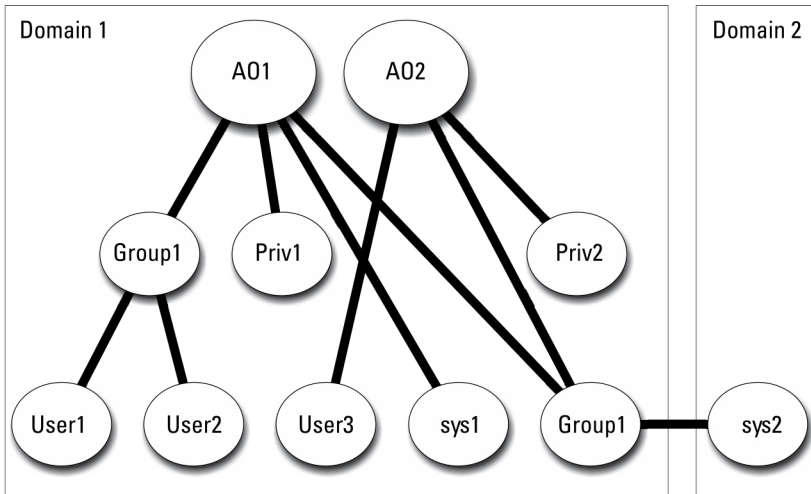 Domain 1
Domain 2
AO1
AO2
Group1
Priv1
Priv2
User1
User2
User3
sys1
Group1
sys2